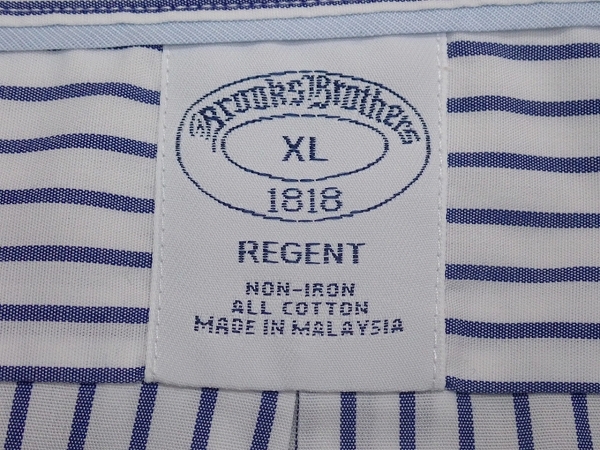 Brooks Brothers
XL
1818
REGENT
NON-IRON
ALL COTTON
MADE IN MALAYSIA